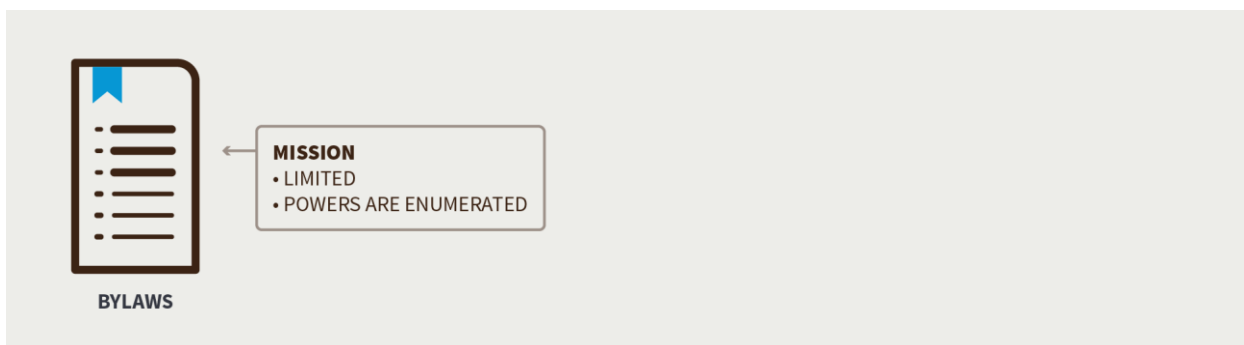 MISSION
• LIMITED
• POWERS ARE ENUMERATED
BYLAWS